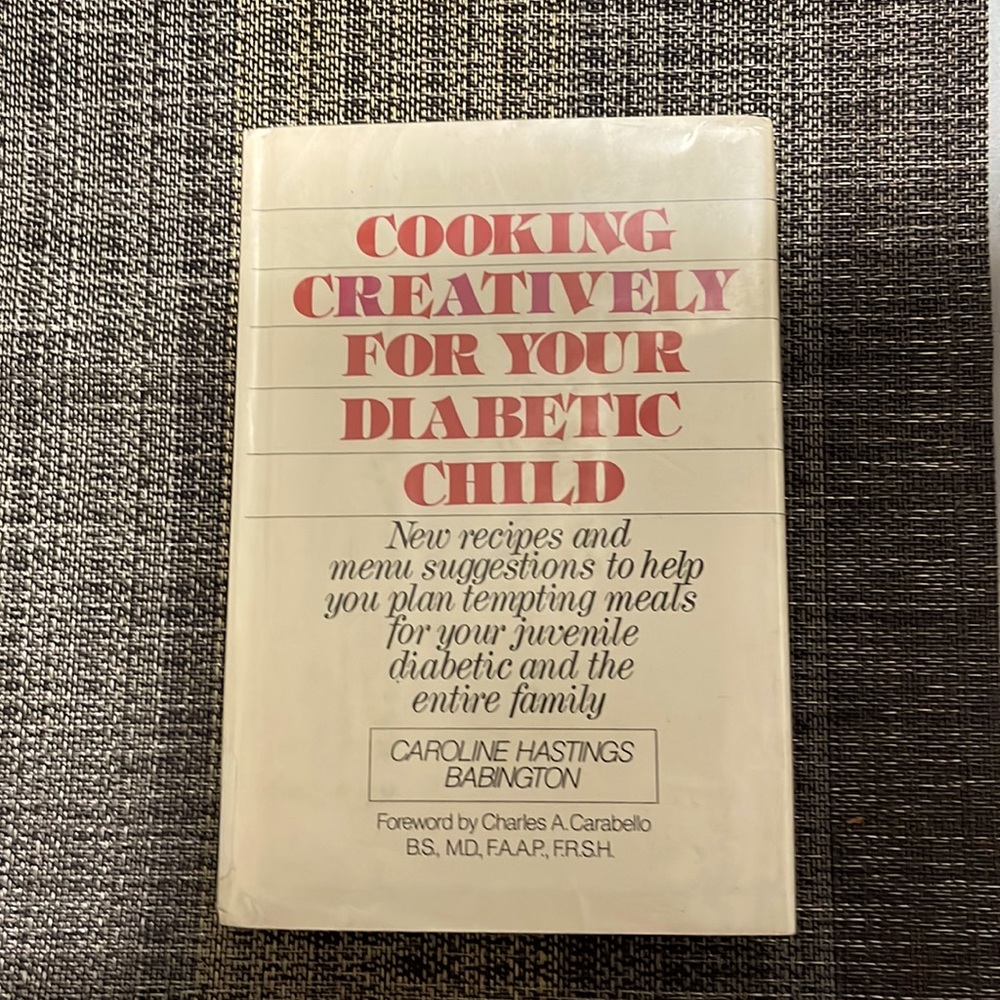 COOKING
CREATIVELY
FOR YOUR
DIABETIC
CHILD
New recipes and
menu suggestions to help
you plan tempting meals
for your juvenile
diabetic and the
entire family
CAROLINE HASTINGS
BABINGTON
Foreword by Charles A. Carabello
B.S., M.D., F.A.A.P., F.R.S.H.